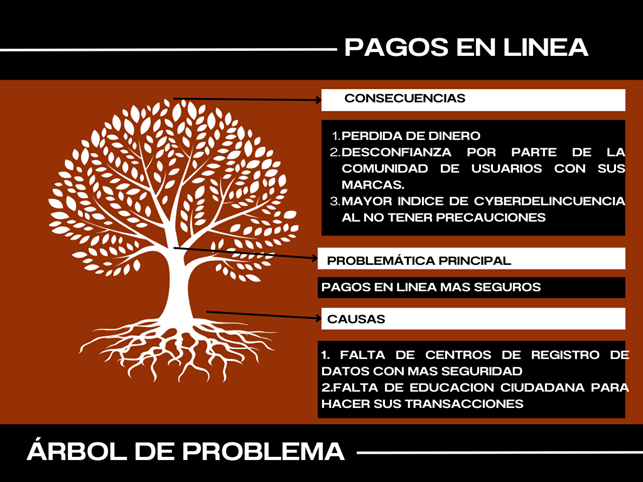 PAGOS EN LINEA
CONSECUENCIAS
1.PERDIDA DE DINERO
2.DESCONFIANZA POR PARTE DE LA
COMUNIDAD DE USUARIOS CON SUS
MARCAS.
3.MAYOR INDICE DE CYBERDELINCUENCIA
AL NO TENER PRECAUCIONES
PROBLEMÁTICA PRINCIPAL
PAGOS EN LINEA MAS SEGUROS
CAUSAS
1. FALTA DE CENTROS DE REGISTRO DE
DATOS CON MAS SEGURIDAD
2.FALTA DE EDUCACION CIUDADANA PARA
HACER SUS TRANSACCIONES
ÁRBOL DE PROBLEMA